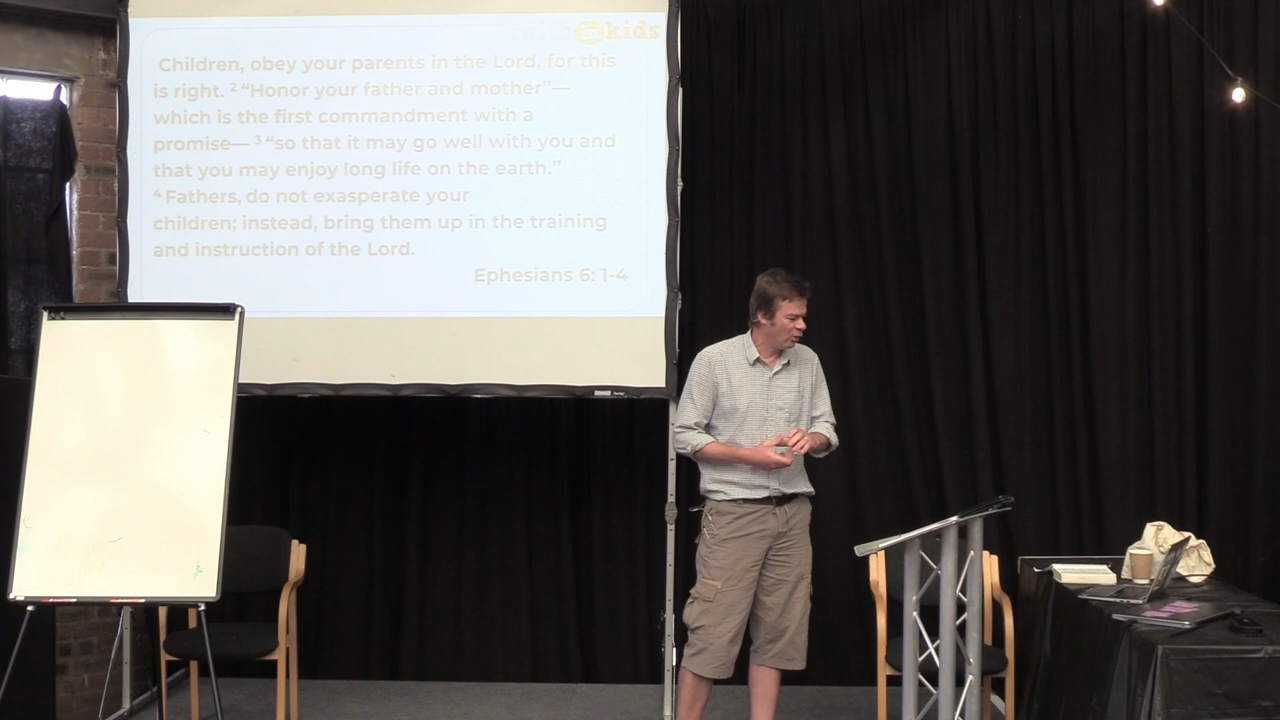 faith in kids
Children, obey your parents in the Lord, for this
is right. ² “Honor your father and mother”—
which is the first commandment with a
promise— ³ “so that it may go well with you and
that you may enjoy long life on the earth.”
⁴ Fathers, do not exasperate your
children; instead, bring them up in the training
and instruction of the Lord.
Ephesians 6: 1-4